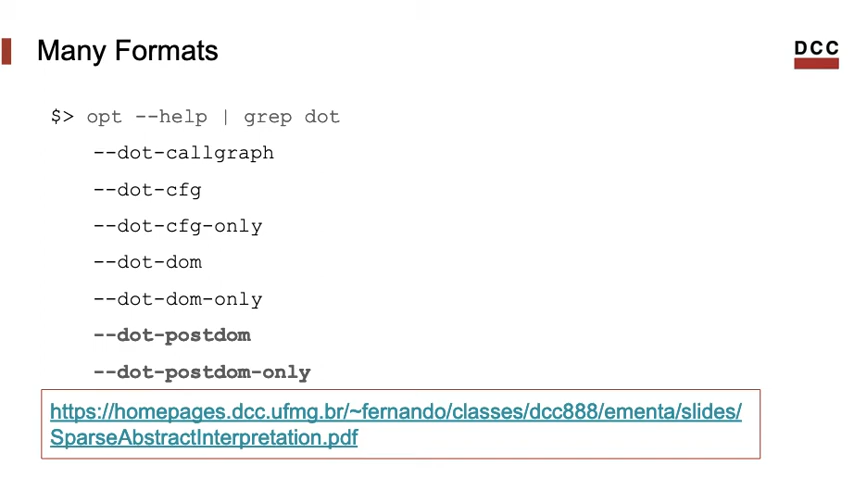 Many Formats
DCC
$> opt --help | grep dot
--dot-callgraph
--dot-cfg
--dot-cfg-only
--dot-dom
--dot-dom-only
--dot-postdom
--dot-postdom-only
https://homepages.dcc.ufmg.br/~fernando/classes/dcc888/ementa/slides/
SparseAbstractInterpretation.pdf